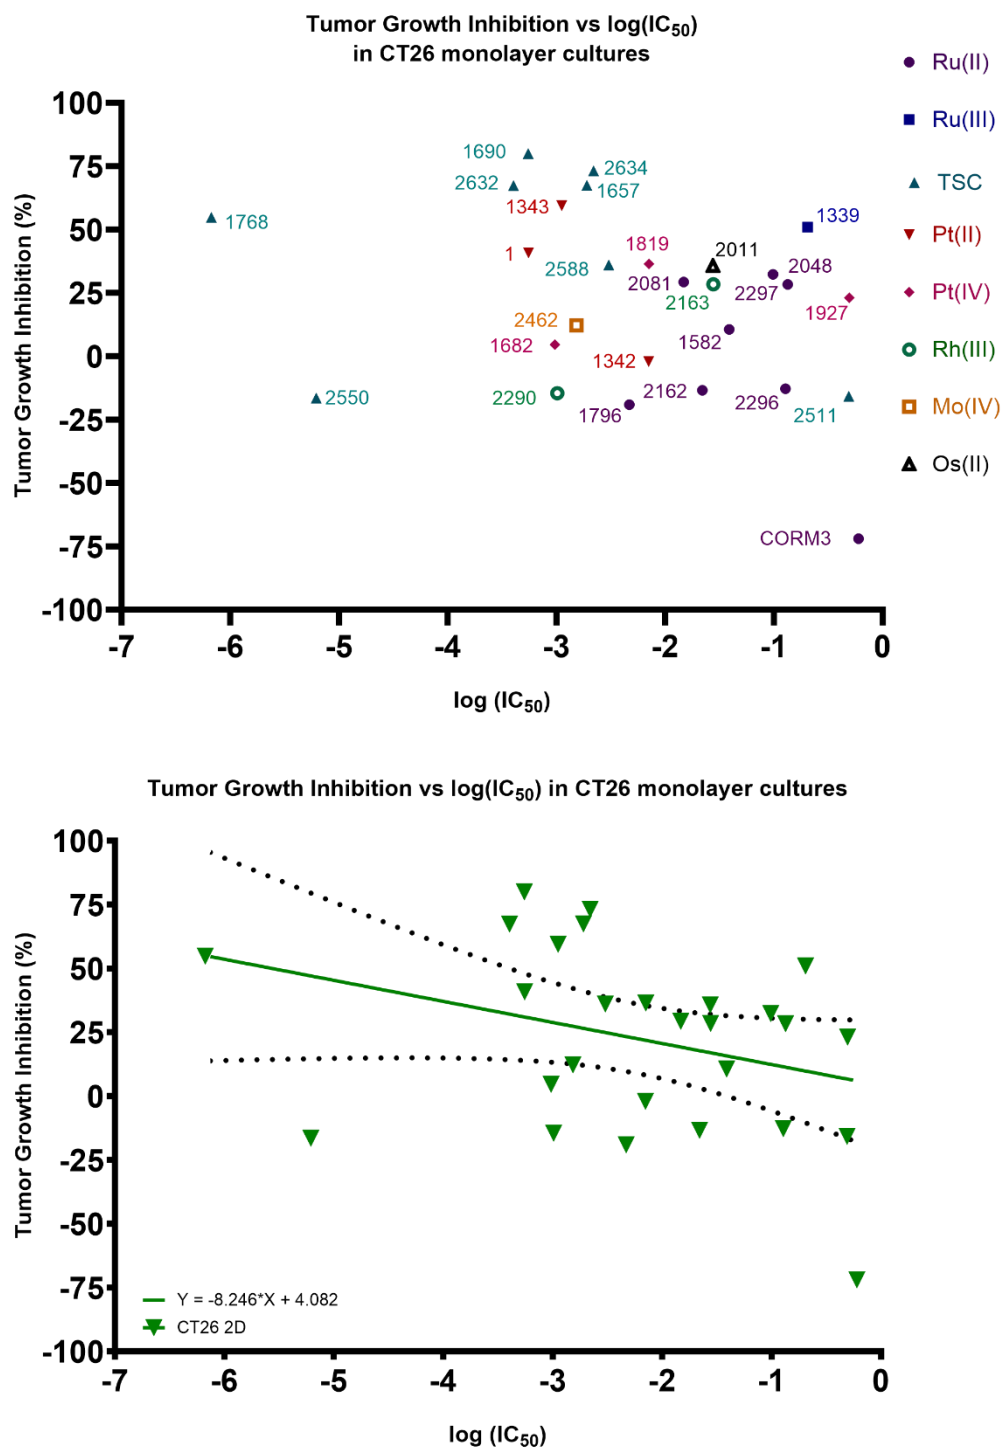 Tumor Growth Inhibition vs log(IC50)
in CT26 monolayer cultures
Ru(II)
Ru(III)
TSC
Pt(II)
Pt(IV)
Rh(III)
Mo(IV)
Os(II)
Tumor Growth Inhibition (%)
100
75
50
25
0
-25
-50
-75
-100
1690
2634
2632
1657
1768
1343
1339
1
1819
2011
2588
2081
2048
2163
2297
1927
2462
1682
1342
1582
2550
2290
1796
2162
2296
2511
CORM3
-7 -6 -5 -4 -3 -2 -1 0
log (IC50)
Tumor Growth Inhibition vs log(IC50) in CT26 monolayer cultures
Tumor Growth Inhibition (%)
100
75
50
25
0
-25
-50
-75
-100
Y = -8.246*X + 4.082
CT26 2D
-7 -6 -5 -4 -3 -2 -1 0
log (IC50)